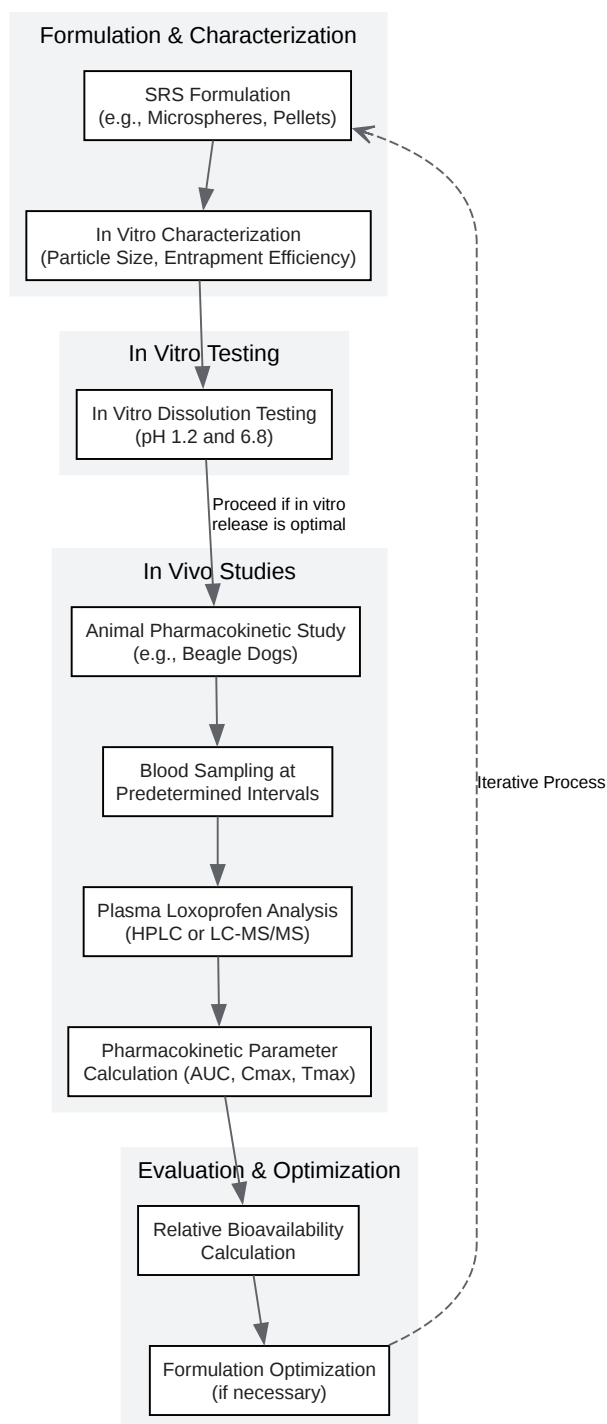 Formulation & Characterization
SRS Formulation
(e.g., Microspheres, Pellets)
In Vitro Characterization
(Particle Size, Entrapment Efficiency)
In Vitro Testing
In Vitro Dissolution Testing
(pH 1.2 and 6.8)
Proceed if in vitro
release is optimal
In Vivo Studies
Animal Pharmacokinetic Study
(e.g., Beagle Dogs)
Blood Sampling at
Predetermined Intervals
Iterative Process
Plasma Loxoprofen Analysis
(HPLC or LC-MS/MS)
Pharmacokinetic Parameter
Calculation (AUC, Cmax, Tmax)
Evaluation & Optimization
Relative Bioavailability
Calculation
Formulation Optimization
(if necessary)